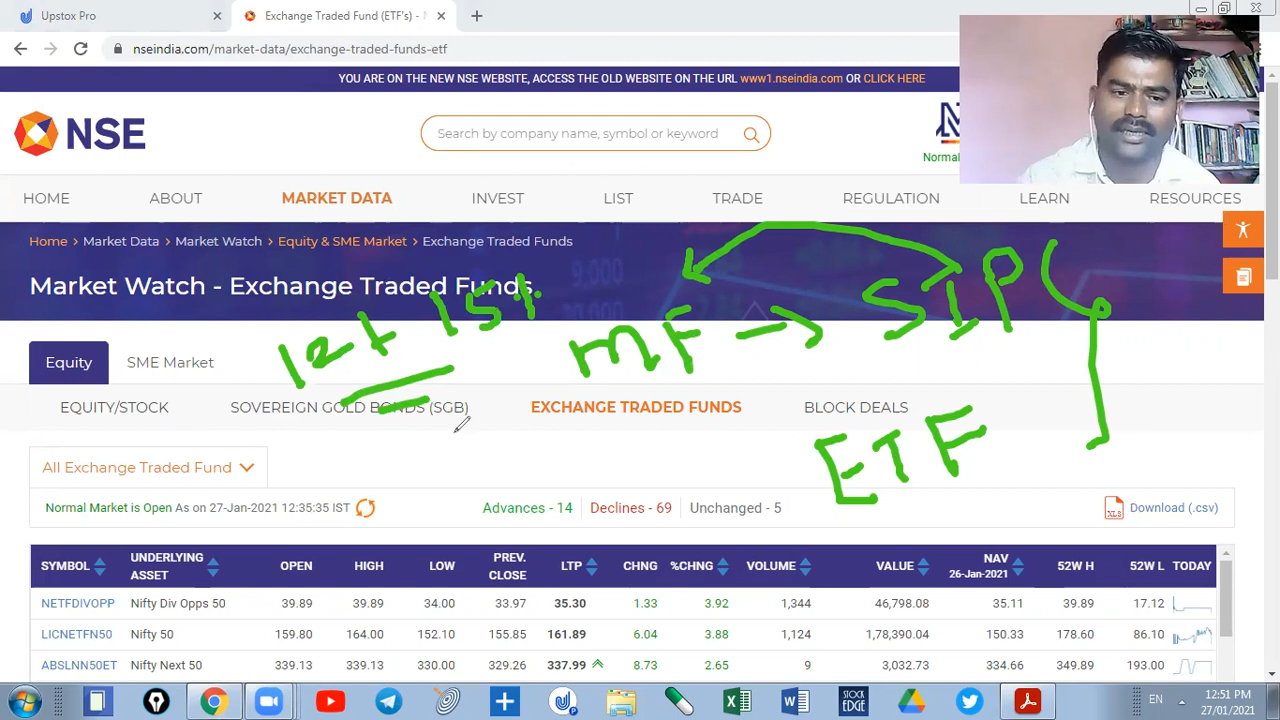 Upstox Pro
Exchange Traded Fund (ETF's) - N
nseindia.com/market-data/exchange-traded-funds-etf
YOU ARE ON THE NEW NSE WEBSITE, ACCESS THE OLD WEBSITE ON THE URL www1.nseindia.com OR CLICK HERE
NSE
Search by company name, symbol or keyword
Normal
HOME ABOUT MARKET DATA INVEST LIST TRADE REGULATION LEARN RESOURCES
Home > Market Data > Market Watch > Equity & SME Market > Exchange Traded Funds
Market Watch - Exchange Traded Funds
MF → SIP
Equity SME Market
EQUITY/STOCK SOVEREIGN GOLD BONDS (SGB) EXCHANGE TRADED FUNDS BLOCK DEALS
ETF
All Exchange Traded Fund
Normal Market is Open As on 27-Jan-2021 12:35:35 IST Advances - 14 Declines - 69 Unchanged - 5 Download (.csv)
SYMBOL UNDERLYING ASSET OPEN HIGH LOW PREV. CLOSE LTP CHNG %CHNG VOLUME VALUE NAV 26-Jan-2021 52W H 52W L TODAY
NETFDIVOPP Nifty Div Opps 50 39.89 39.89 34.00 33.97 35.30 1.33 3.92 1,344 46,798.08 35.11 39.89 17.12
LICNETFN50 Nifty 50 159.80 164.00 152.10 155.85 161.89 6.04 3.88 1,124 1,78,390.04 150.33 178.60 86.10
ABSLNN50ET Nifty Next 50 339.13 339.13 330.00 329.26 337.99 8.73 2.65 9 3,032.73 334.66 349.89 193.00
STOCK EDGE
EN
12:51 PM
27/01/2021